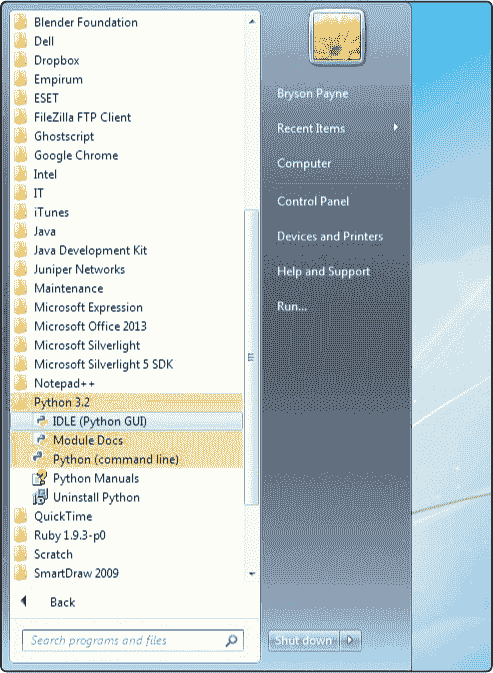 Blender Foundation
Dell
Dropbox
Empirum
ESET
FileZilla FTP Client
Ghostscript
Google Chrome
Intel
IT
iTunes
Java
Java Development Kit
Juniper Networks
Maintenance
Microsoft Expression
Microsoft Office 2013
Microsoft Silverlight
Microsoft Silverlight 5 SDK
Notepad++
Python 3.2
IDLE (Python GUI)
Module Docs
Python (command line)
Python Manuals
Uninstall Python
QuickTime
Ruby 1.9.3-p0
Scratch
SmartDraw 2009
Back
Search programs and files
Bryson Payne
Recent Items
Computer
Control Panel
Devices and Printers
Help and Support
Run...
Shut down